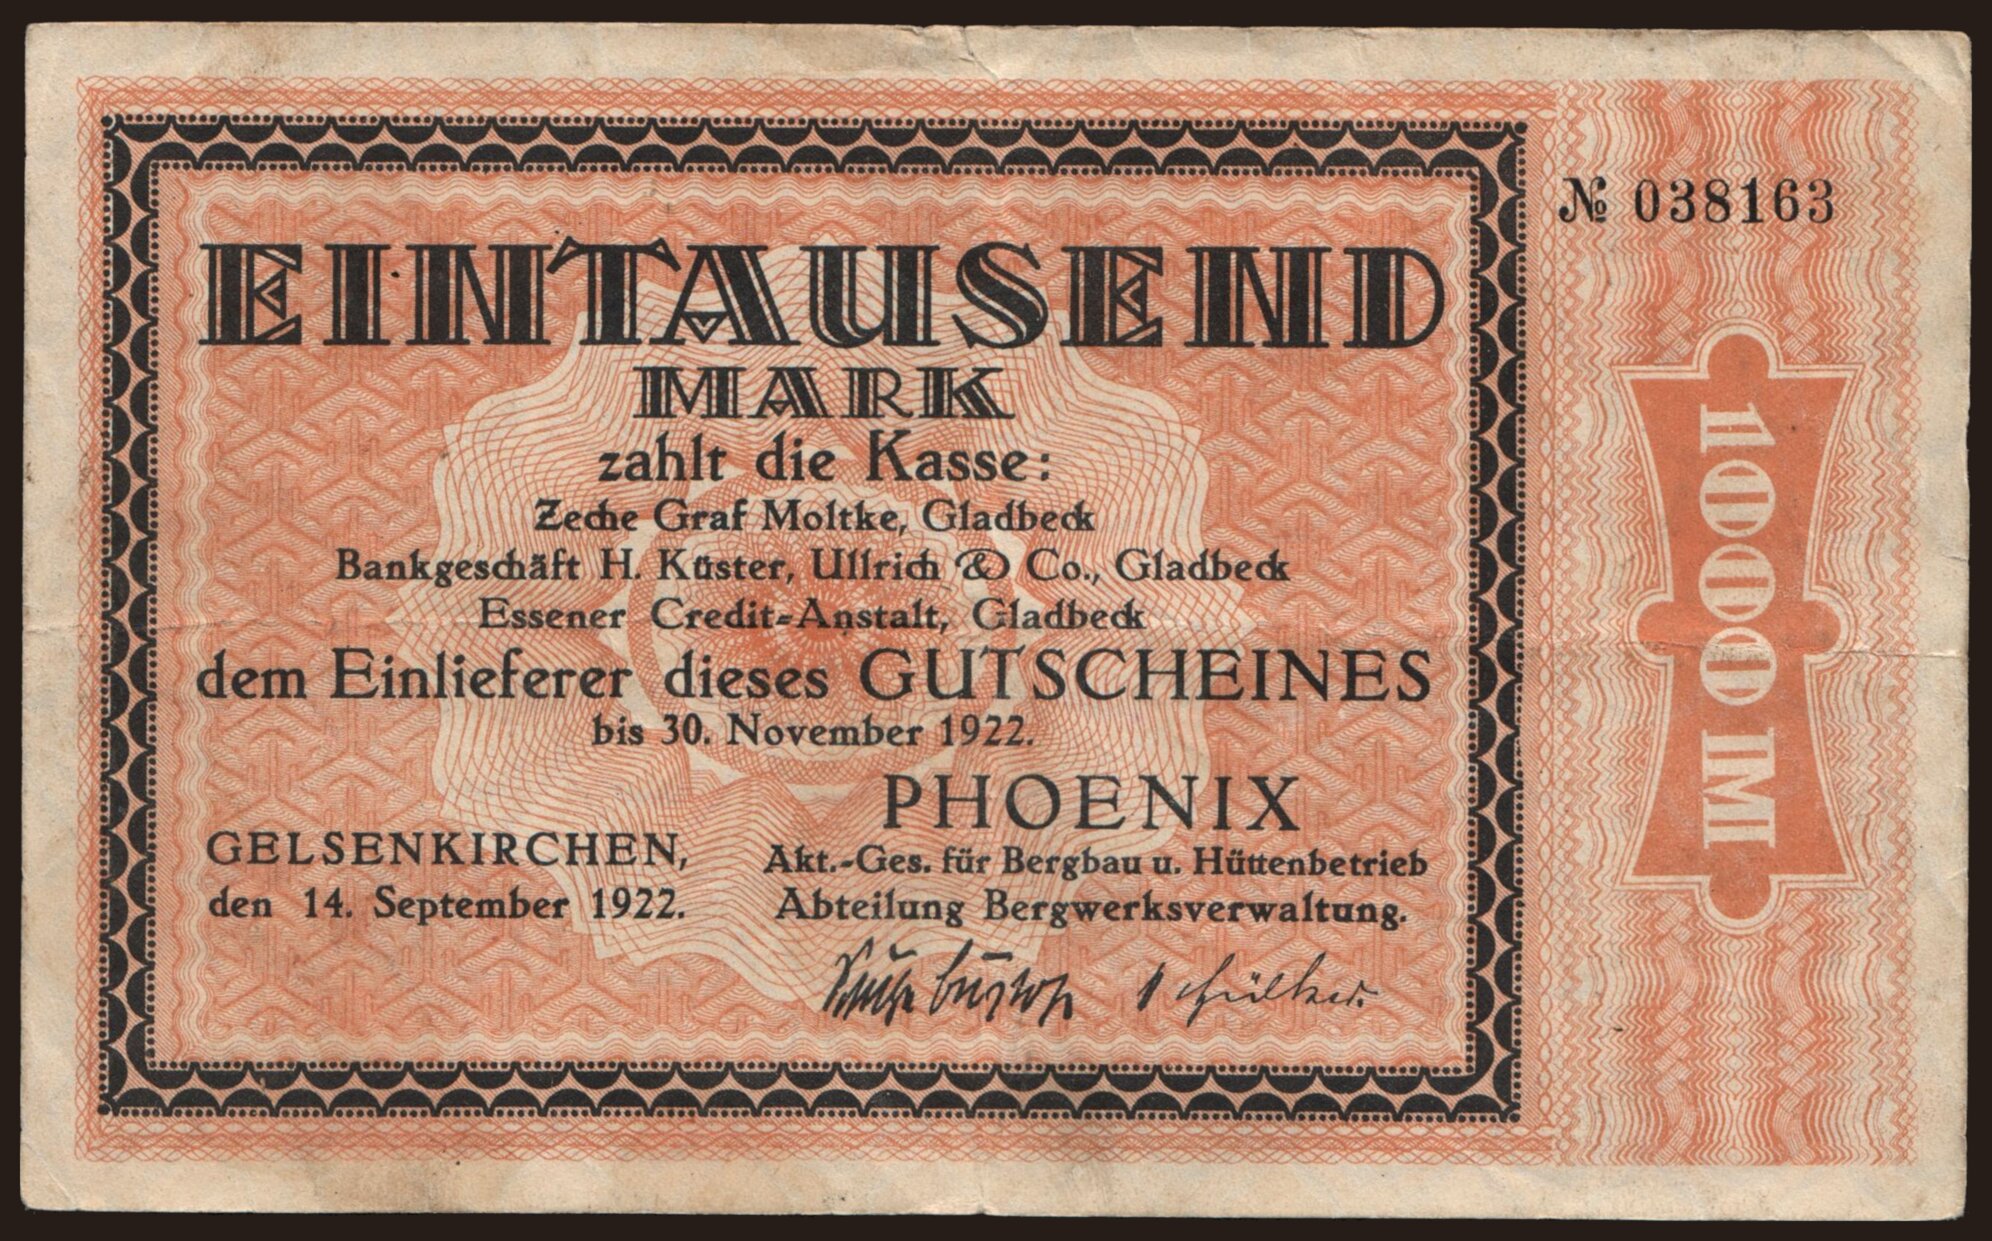 № 038163
EINTAUSEND
MARK
zahlt die Kasse:
Zeche Graf Moltke, Gladbeck
Bankgeschäft H. Küster, Ullrich & Co., Gladbeck
Essener Credit-Anstalt, Gladbeck
dem Einlieferer dieses GUTSCHEINES
bis 30. November 1922.
GELSENKIRCHEN,
den 14. September 1922.
PHOENIX
Akt.-Ges. für Bergbau u. Hüttenbetrieb
Abteilung Bergwerksverwaltung.
1000 M